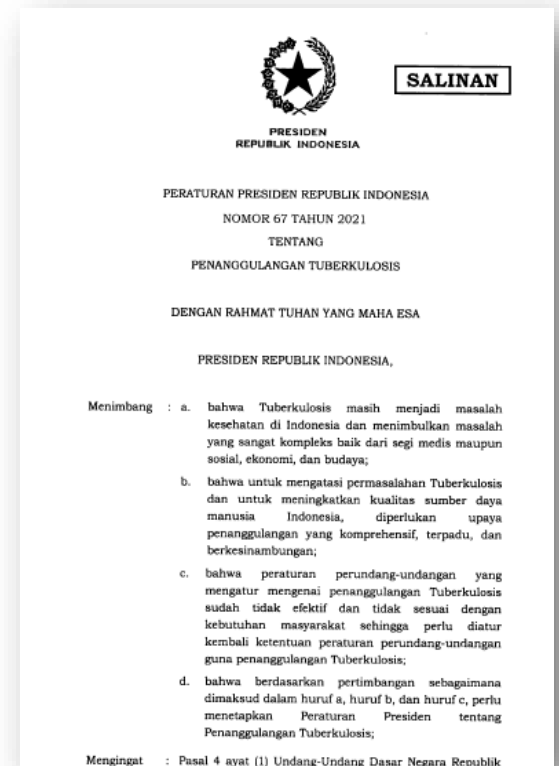 SALINAN
PRESIDEN
REPUBLIK INDONESIA
PERATURAN PRESIDEN REPUBLIK INDONESIA
NOMOR 67 TAHUN 2021
TENTANG
PENANGGULANGAN TUBERKULOSIS
DENGAN RAHMAT TUHAN YANG MAHA ESA
PRESIDEN REPUBLIK INDONESIA,
Menimbang : a. bahwa Tuberkulosis masih menjadi masalah
kesehatan di Indonesia dan menimbulkan masalah
yang sangat kompleks baik dari segi medis maupun
sosial, ekonomi, dan budaya;
b. bahwa untuk mengatasi permasalahan Tuberkulosis
dan untuk meningkatkan kualitas sumber daya
manusia Indonesia, diperlukan upaya
penanggulangan yang komprehensif, terpadu, dan
berkesinambungan;
c. bahwa peraturan perundang-undangan yang
mengatur mengenai penanggulangan Tuberkulosis
sudah tidak efektif dan tidak sesuai dengan
kebutuhan masyarakat sehingga perlu diatur
kembali ketentuan peraturan perundang-undangan
guna penanggulangan Tuberkulosis;
d. bahwa berdasarkan pertimbangan sebagaimana
dimaksud dalam huruf a, huruf b, dan huruf c, perlu
menetapkan Peraturan Presiden tentang
Penanggulangan Tuberkulosis;
Mengingat : Pasal 4 ayat (1) Undang-Undang Dasar Negara Republik